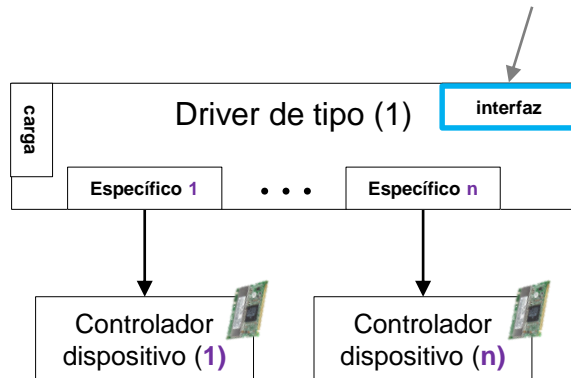 carga
Driver de tipo (1)
interfaz
Específico 1
• • •
Específico n
Controlador
dispositivo (1)
Controlador
dispositivo (n)